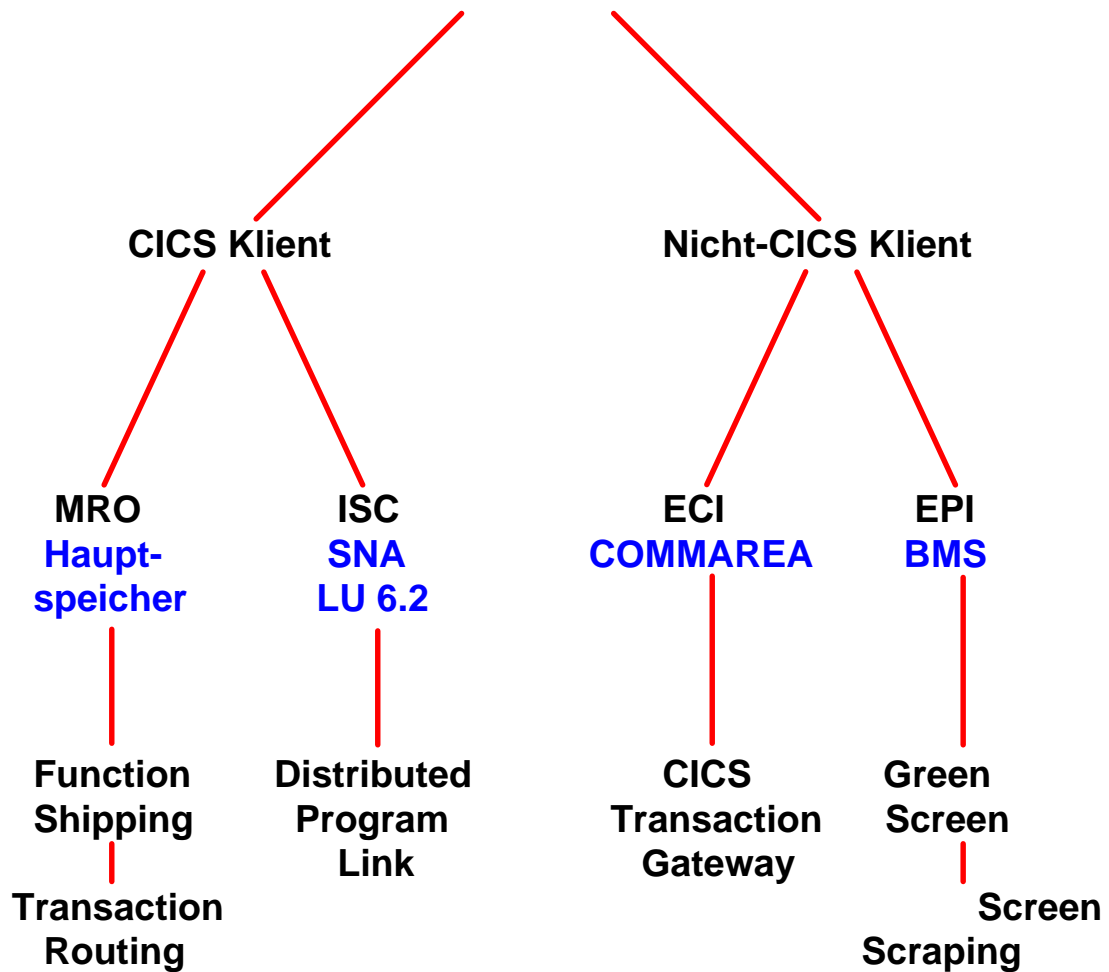 CICS Klient
Nicht-CICS Klient
MRO
Haupt-
speicher
ISC
SNA
LU 6.2
ECI
COMMAREA
EPI
BMS
Function
Shipping
Transaction
Routing
Distributed
Program
Link
CICS
Transaction
Gateway
Green
Screen
Screen
Scraping